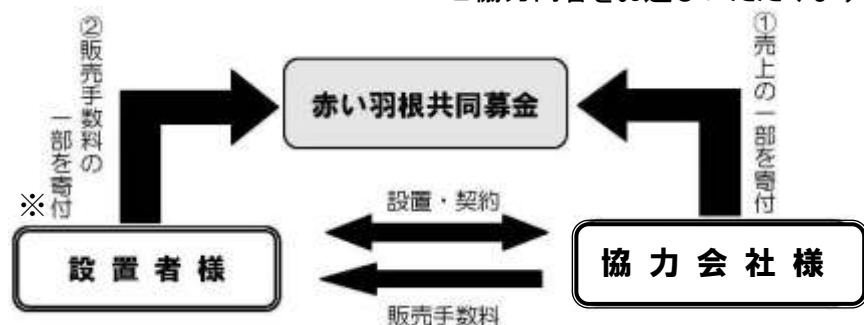 ①売上の一部を寄付
②販売手数料の
一部を寄付
※
赤い羽根共同募金
設置・契約
設置者様
協力会社様
販売手数料